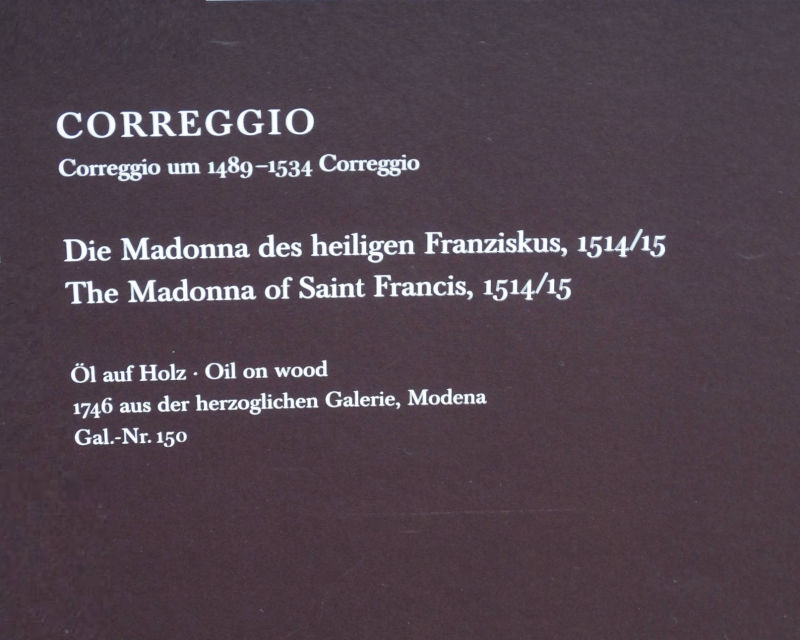 CORREGGIO
Correggio um 1489–1534 Correggio
Die Madonna des heiligen Franziskus, 1514/15
The Madonna of Saint Francis, 1514/15
Öl auf Holz · Oil on wood
1746 aus der herzoglichen Galerie, Modena
Gal.-Nr. 150